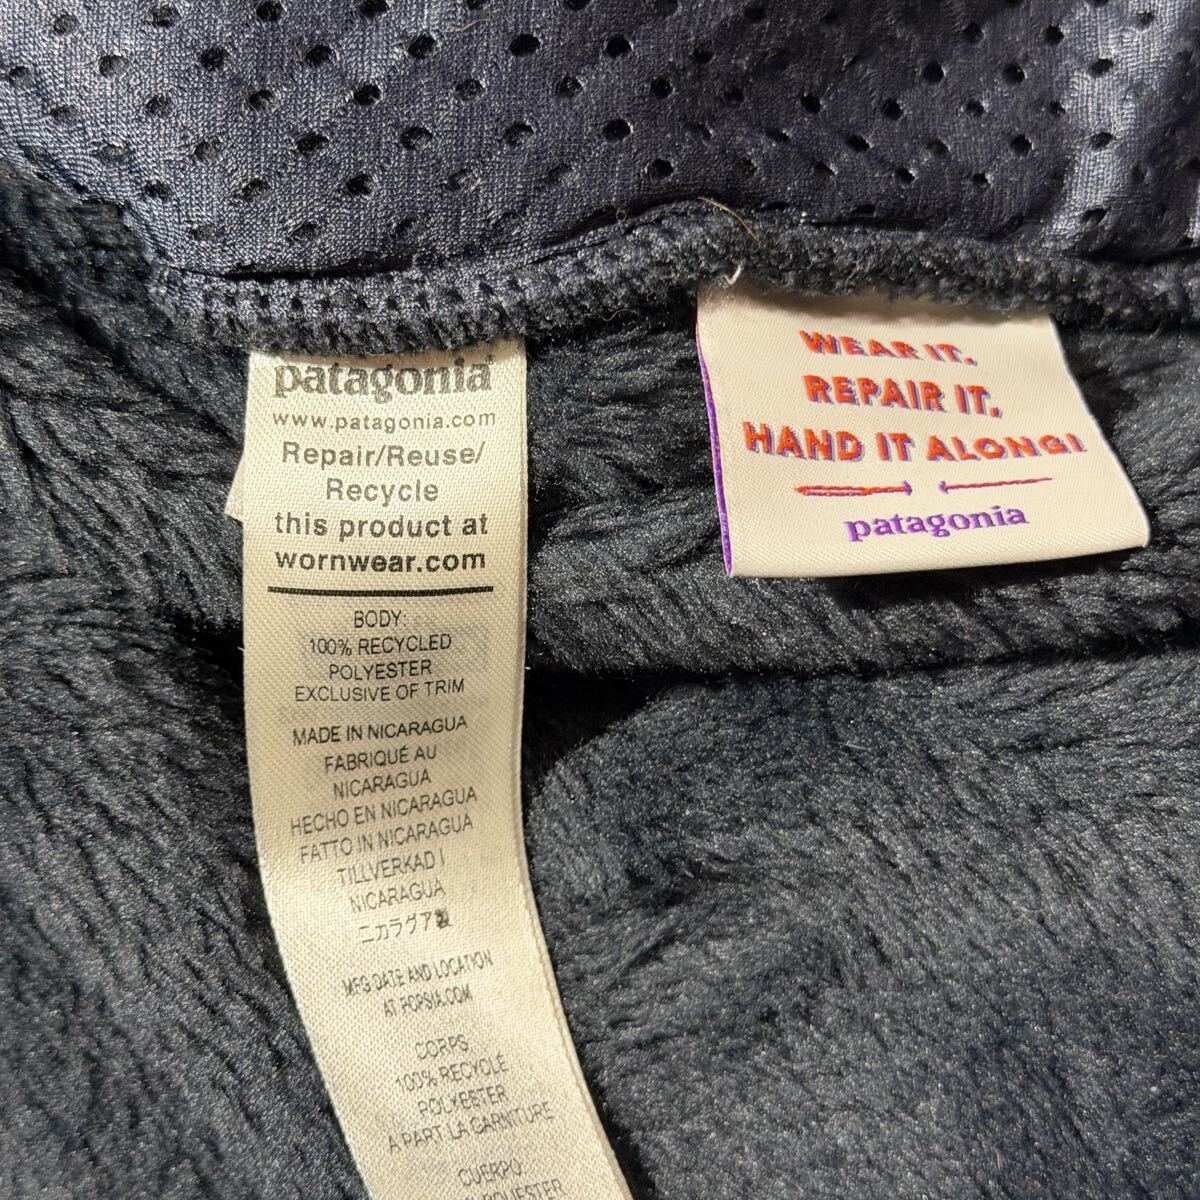 patagonia®
www.patagonia.com
Repair/Reuse/
Recycle
this product at
wornwear.com
BODY:
100% RECYCLED
POLYESTER
EXCLUSIVE OF TRIM
MADE IN NICARAGUA
FABRIQUÉ AU
NICARAGUA
HECHO EN NICARAGUA
FATTO IN NICARAGUA
TILLVERKAD I
NICARAGUA
ニカラグア製
MFG DATE AND LOCATION
AT FCPSIA.COM
CORPS
100% RECYCLÉ
POLYESTER
A PART LA GARNITURE
CUERPO
WEAR IT.
REPAIR IT.
HAND IT ALONG!
patagonia